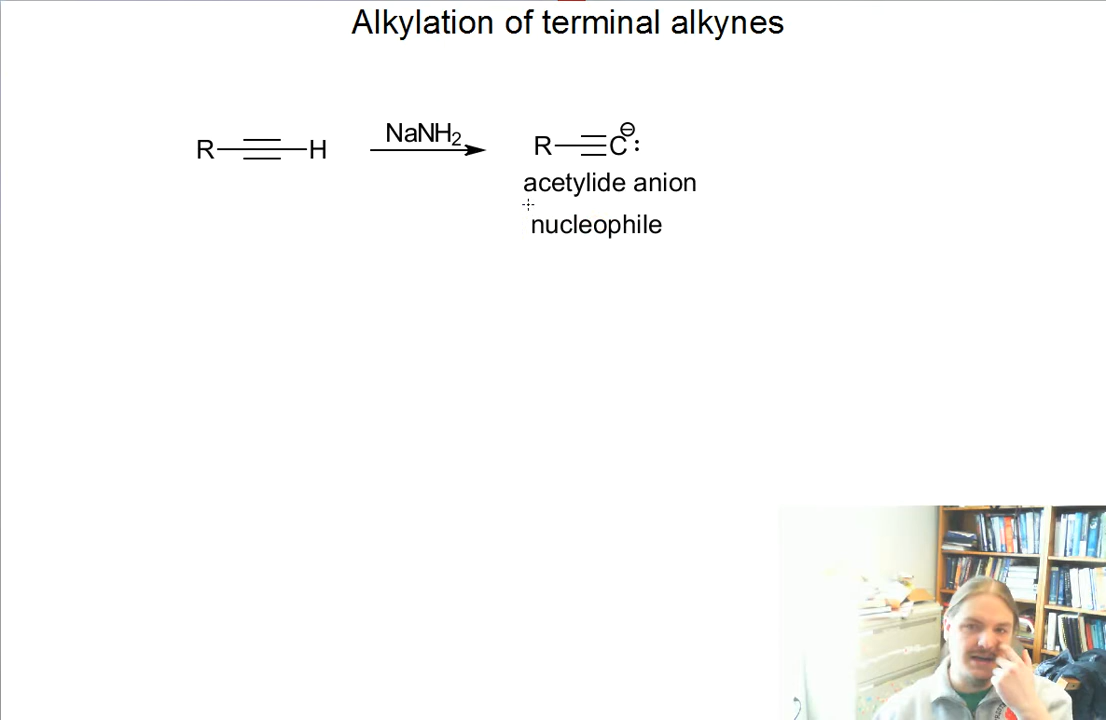 Alkylation of terminal alkynes
R H NaNH2 R C⊖:
acetylide anion
nucleophile